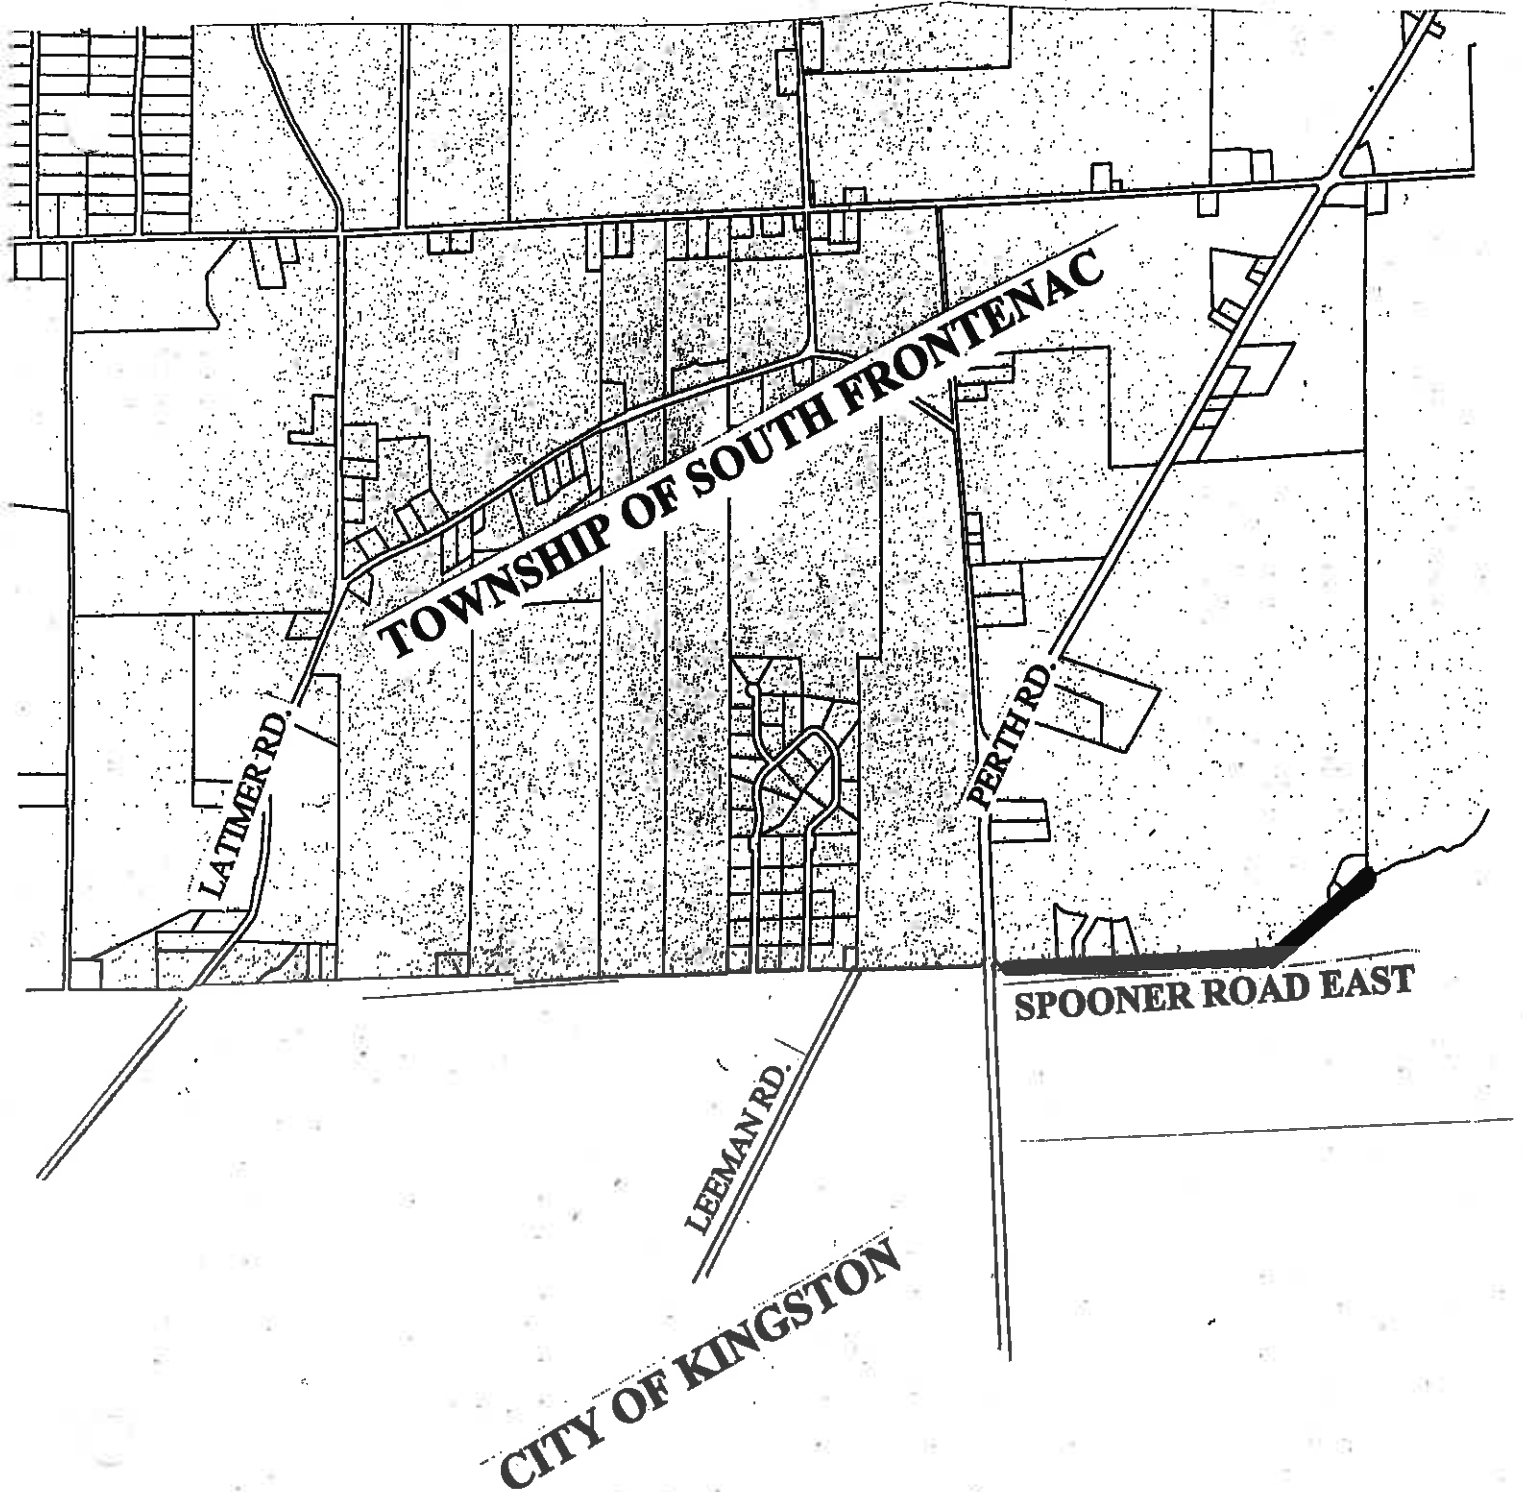 TOWNSHIP OF SOUTH FRONTENAC
LATIMER RD.
PERTH RD.
SPOONER ROAD EAST
LEEMAN RD.
CITY OF KINGSTON